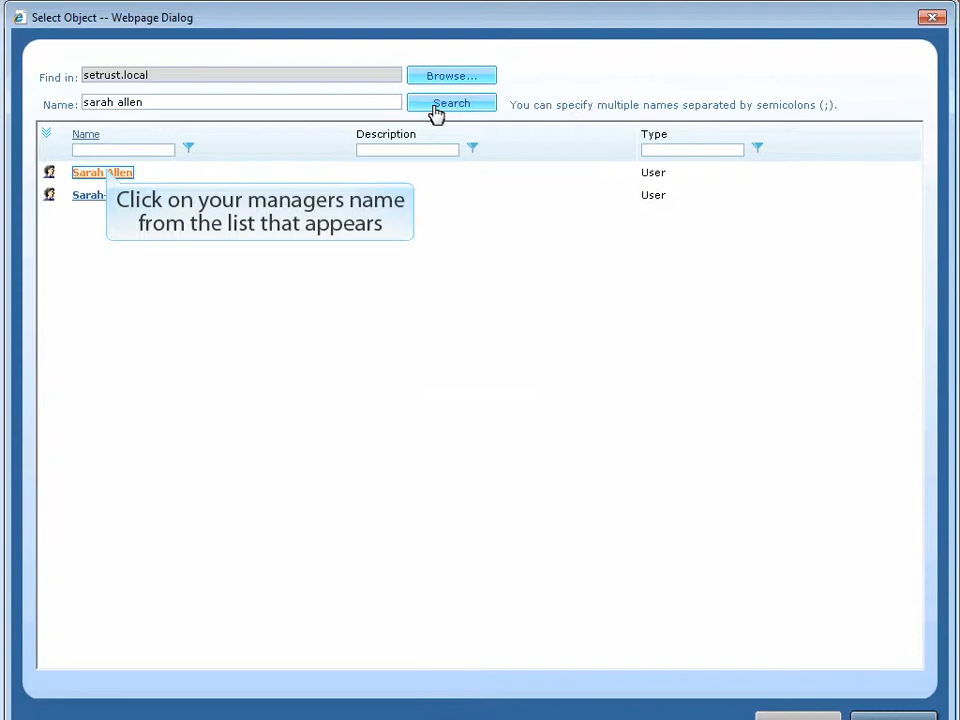 Select Object -- Webpage Dialog
Find in: setrust.local Browse...
Name: sarah allen Search You can specify multiple names separated by semicolons (;).
Name Description Type
Sarah Allen User
Sarah- User
Click on your managers name
from the list that appears